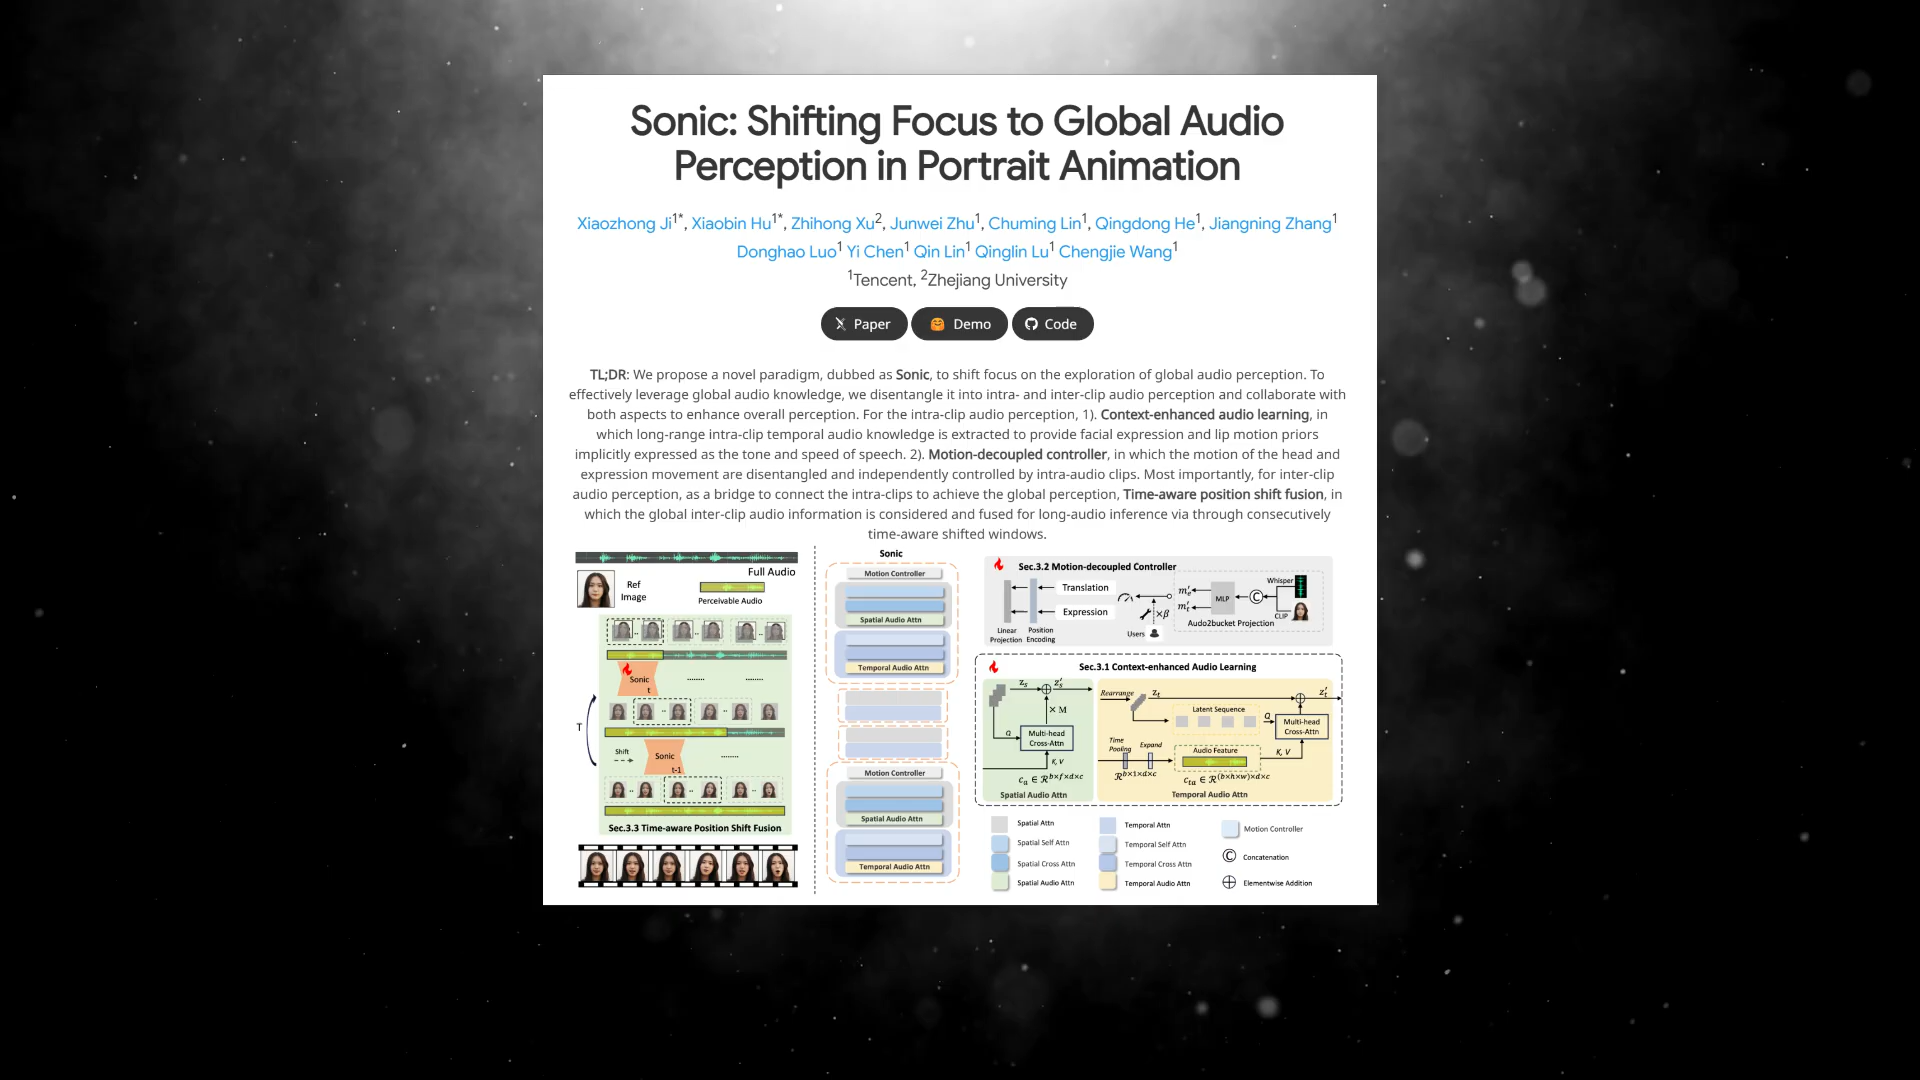 Sonic: Shifting Focus to Global Audio
Perception in Portrait Animation
Xiaozhong Ji1*, Xiaobin Hu1*, Zhihong Xu2, Junwei Zhu1, Chuming Lin1, Qingdong He1, Jiangning Zhang1
Donghao Luo1 Yi Chen1 Qin Lin1 Qinglin Lu1 Chengjie Wang1
1Tencent, 2Zhejiang University
Paper Demo Code
TL;DR: We propose a novel paradigm, dubbed as Sonic, to shift focus on the exploration of global audio perception. To
effectively leverage global audio knowledge, we disentangle it into intra- and inter-clip audio perception and collaborate with
both aspects to enhance overall perception. For the intra-clip audio perception, 1). Context-enhanced audio learning, in
which long-range intra-clip temporal audio knowledge is extracted to provide facial expression and lip motion priors
implicitly expressed as the tone and speed of speech. 2). Motion-decoupled controller, in which the motion of the head and
expression movement are disentangled and independently controlled by intra-audio clips. Most importantly, for inter-clip
audio perception, as a bridge to connect the intra-clips to achieve the global perception, Time-aware position shift fusion, in
which the global inter-clip audio information is considered and fused for long-audio inference via through consecutively
time-aware shifted windows.
Full Audio
Ref
Image
Perceivable Audio
Sonic
t
T
Shift
Sonic
t-1
Sec.3.3 Time-aware Position Shift Fusion
Sonic
Motion Controller
Spatial Audio Attn
Temporal Audio Attn
Motion Controller
Spatial Audio Attn
Temporal Audio Attn
Sec.3.2 Motion-decoupled Controller
Translation
Expression
Linear
Projection
Position
Encoding
Users
×β
m′e
m′t
MLP
C
Whisper
CLIP
Audo2bucket Projection
Sec.3.1 Context-enhanced Audio Learning
Zs
Z′s
× M
Q
Multi-head
Cross-Attn
K, V
ca ∈ R b×f×d×c
Spatial Audio Attn
Rearrange
Zt
Z′t
Latent Sequence
Q
Multi-head
Cross-Attn
Time
Pooling
Expand
Audio Feature
K, V
R b×1×d×c
cta ∈ R (b×h×w)×d×c
Temporal Audio Attn
Spatial Attn
Spatial Self Attn
Spatial Cross Attn
Spatial Audio Attn
Temporal Attn
Temporal Self Attn
Temporal Cross Attn
Temporal Audio Attn
Motion Controller
Concatenation
Elementwise Addition